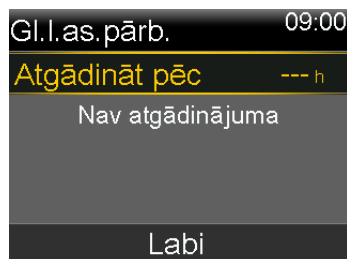 Gl.l.as.pārb. 09:00
Atgādināt pēc --- h
Nav atgādinājuma
Labi